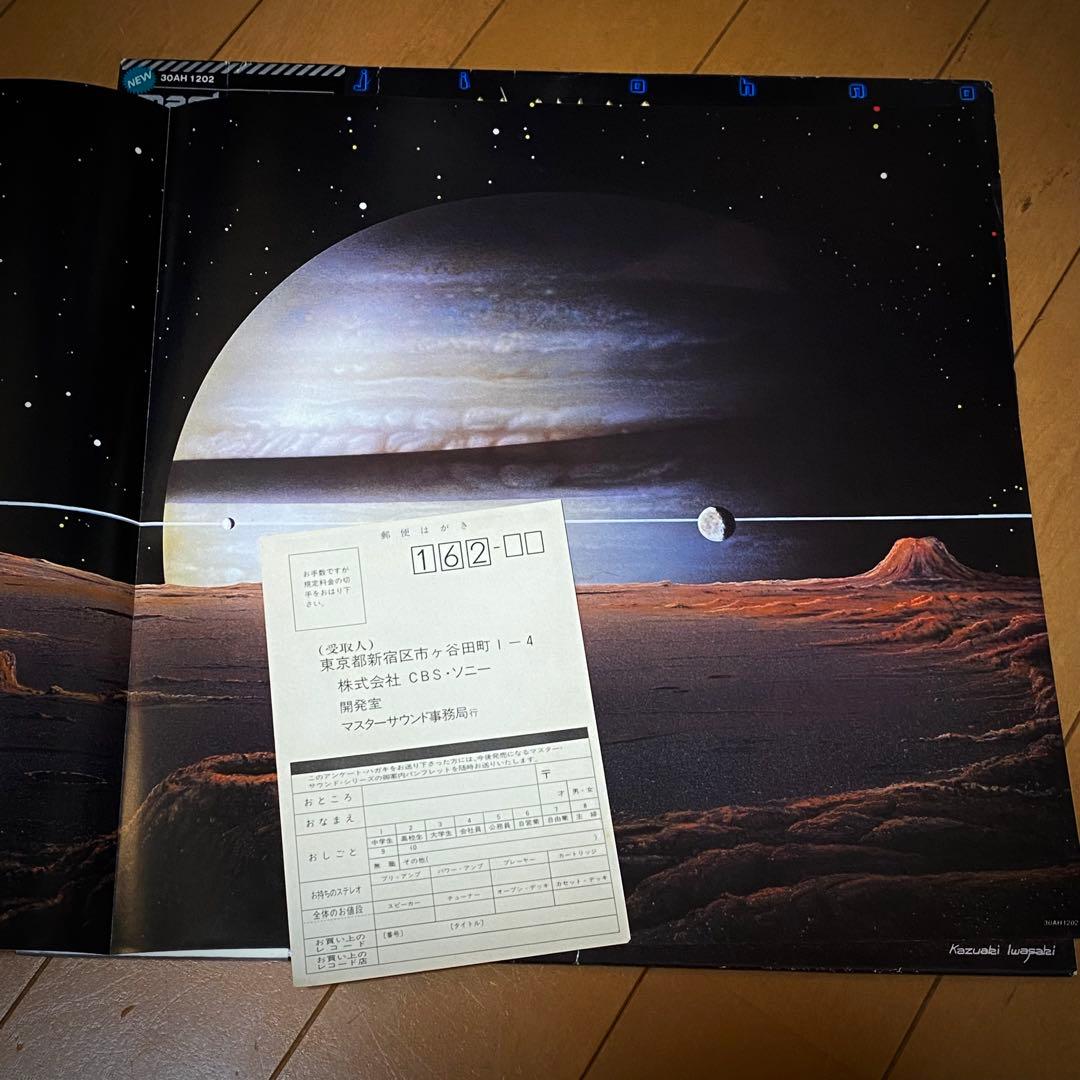 NEW
30AH 1202
J i o h n o
郵便はがき
162-
お手数ですが
規定料金の切
手をおはり下
さい。
(受取人)
東京都新宿区市ヶ谷田町1-4
株式会社 CBS・ソニー
開発室
マスターサウンド事務局行
このアンケート・ハガキをお送り下さった方には、今後発売になるマスター・
サウンド・シリーズの御案内パンフレットを随時お送りいたします。
おところ
〒
おなまえ
才 男・女
おしごと
1 2 3 4 5 6 7 8
中学生 高校生 大学生 会社員 公務員 自営業 自由業 主婦
9 10
無職 その他( )
お持ちのステレオ
プリ・アンプ パワー・アンプ プレーヤー カートリッジ
全体のお値段
スピーカー チューナー オープン・デッキ カセット・デッキ
お買い上の
レコード
〔番号〕 〔タイトル〕
お買い上の
レコード店
30AH1202
Kazuaki Iwasaki